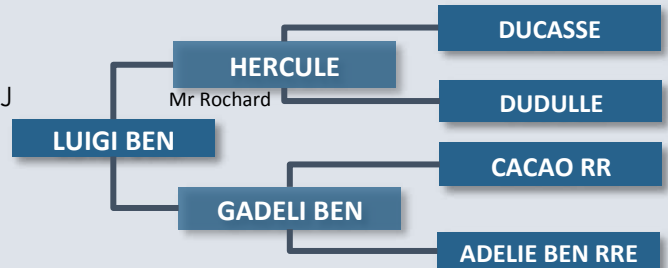 DUCASSE
HERCULE
J
Mr Rochard
DUDULLE
LUIGI BEN
CACAO RR
GADELI BEN
ADELIE BEN RRE